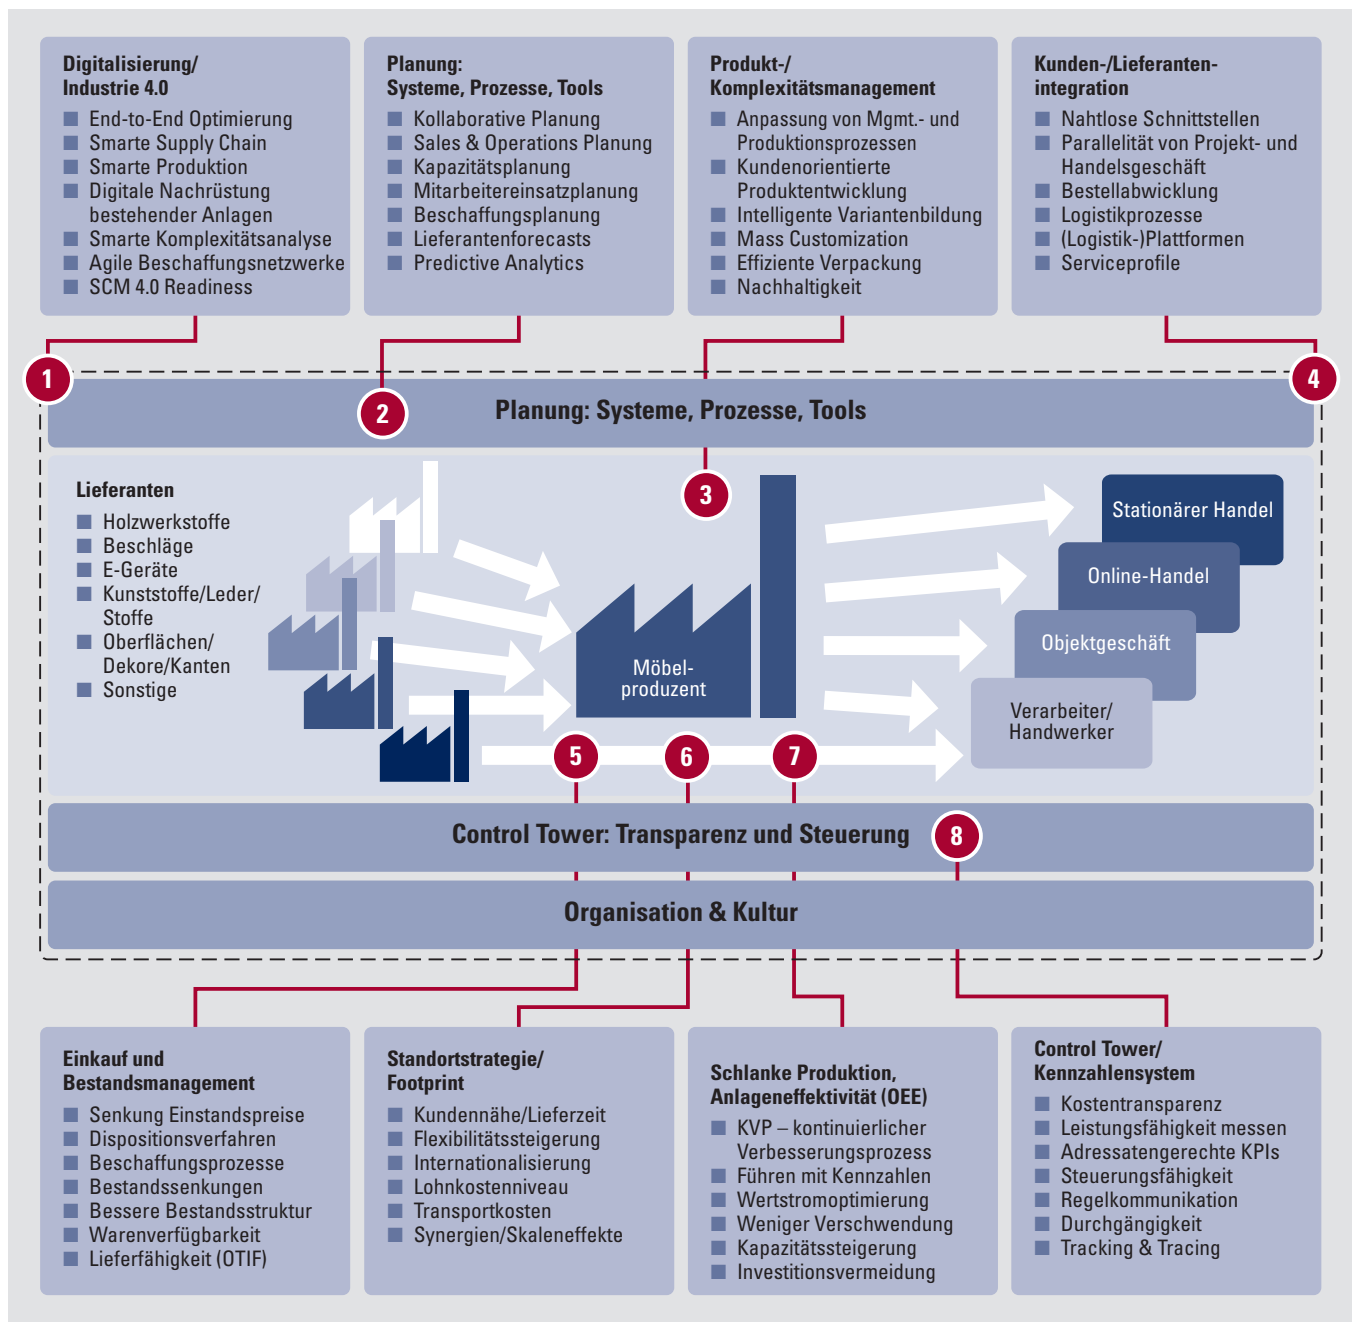 Digitalisierung/
Industrie 4.0
End-to-End Optimierung
Smarte Supply Chain
Smarte Produktion
Digitale Nachrüstung
bestehender Anlagen
Smarte Komplexitätsanalyse
Agile Beschaffungsnetzwerke
SCM 4.0 Readiness
Planung:
Systeme, Prozesse, Tools
Kollaborative Planung
Sales & Operations Planung
Kapazitätsplanung
Mitarbeitereinsatzplanung
Beschaffungsplanung
Lieferantenforecasts
Predictive Analytics
Produkt-/
Komplexitätsmanagement
Anpassung von Mgmt.- und
Produktionsprozessen
Kundenorientierte
Produktentwicklung
Intelligente Variantenbildung
Mass Customization
Effiziente Verpackung
Nachhaltigkeit
Kunden-/Lieferanten-
integration
Nahtlose Schnittstellen
Parallelität von Projekt- und
Handelsgeschäft
Bestellabwicklung
Logistikprozesse
(Logistik-)Plattformen
Serviceprofile
1
2
Planung: Systeme, Prozesse, Tools
4
3
Lieferanten
Holzwerkstoffe
Beschläge
E-Geräte
Kunststoffe/Leder/
Stoffe
Oberflächen/
Dekore/Kanten
Sonstige
Möbel-
produzent
Stationärer Handel
Online-Handel
Objektgeschäft
Verarbeiter/
Handwerker
5
6
7
Control Tower: Transparenz und Steuerung
8
Organisation & Kultur
Einkauf und
Bestandsmanagement
Senkung Einstandspreise
Dispositionsverfahren
Beschaffungsprozesse
Bestandssenkungen
Bessere Bestandsstruktur
Warenverfügbarkeit
Lieferfähigkeit (OTIF)
Standortstrategie/
Footprint
Kundennähe/Lieferzeit
Flexibilitätssteigerung
Internationalisierung
Lohnkostenniveau
Transportkosten
Synergien/Skaleneffekte
Schlanke Produktion,
Anlageneffektivität (OEE)
KVP – kontinuierlicher
Verbesserungsprozess
Führen mit Kennzahlen
Wertstromoptimierung
Weniger Verschwendung
Kapazitätssteigerung
Investitionsvermeidung
Control Tower/
Kennzahlensystem
Kostentransparenz
Leistungsfähigkeit messen
Adressatengerechte KPIs
Steuerungsfähigkeit
Regelkommunikation
Durchgängigkeit
Tracking & Tracing